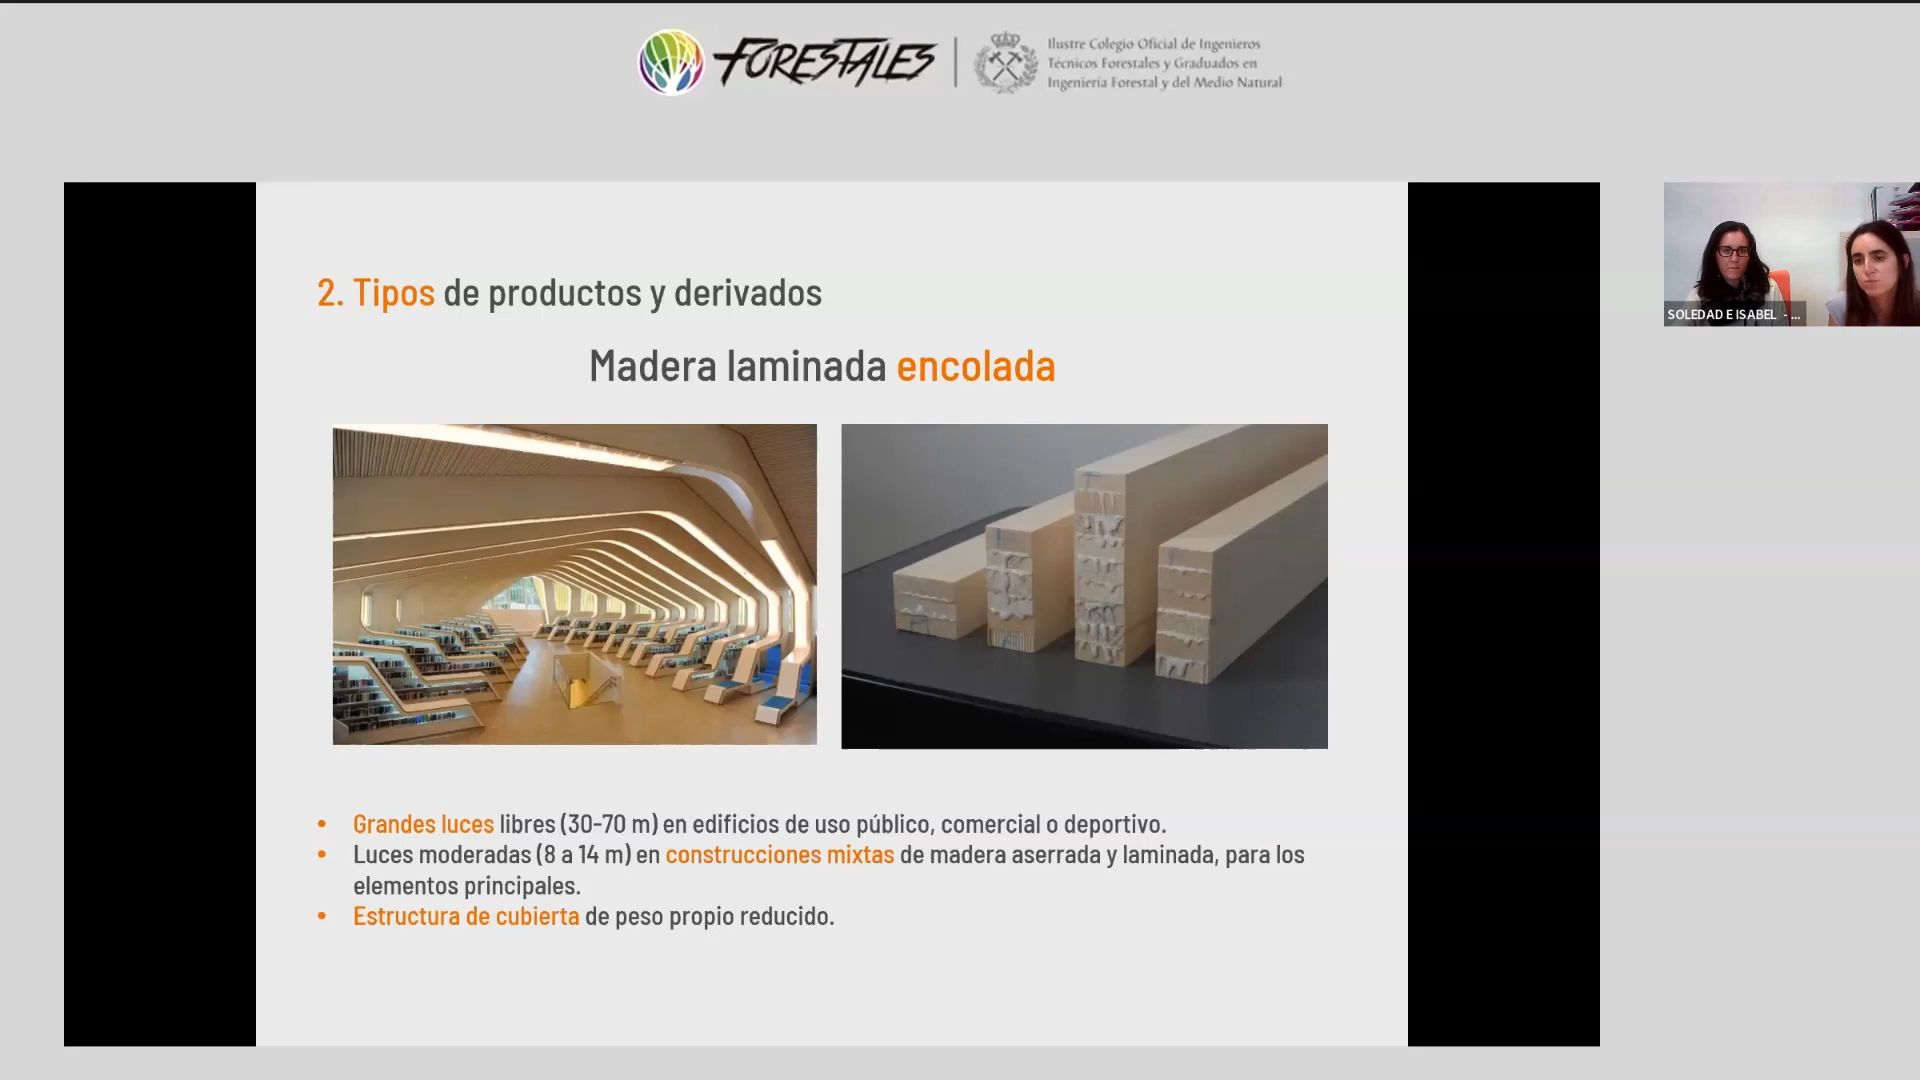 FORESTALES
Ilustre Colegio Oficial de Ingenieros
Técnicos Forestales y Graduados en
Ingeniería Forestal y del Medio Natural
SOLEDAD E ISABEL - ...
2. Tipos de productos y derivados
Madera laminada encolada
• Grandes luces libres (30-70 m) en edificios de uso público, comercial o deportivo.
• Luces moderadas (8 a 14 m) en construcciones mixtas de madera aserrada y laminada, para los
elementos principales.
• Estructura de cubierta de peso propio reducido.